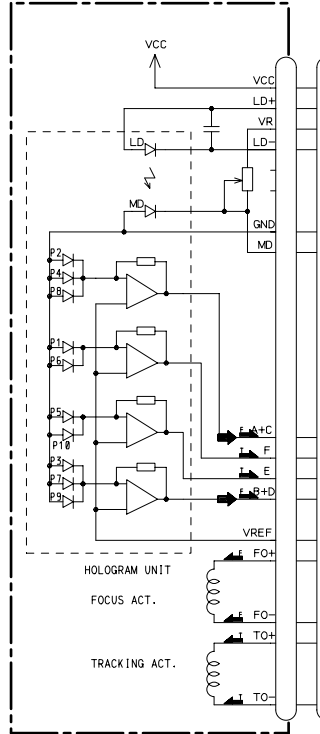 VCC
VCC
LD+
VR
LD
LD-
MD
GND
MD
P2
P4
P8
P1
P6
P5
P10
P3
P7
P9
F A+C
T F
T E
F B+D
VREF
HOLOGRAM UNIT
F FO+
FOCUS ACT.
F FO-
T TO+
TRACKING ACT.
T TO-